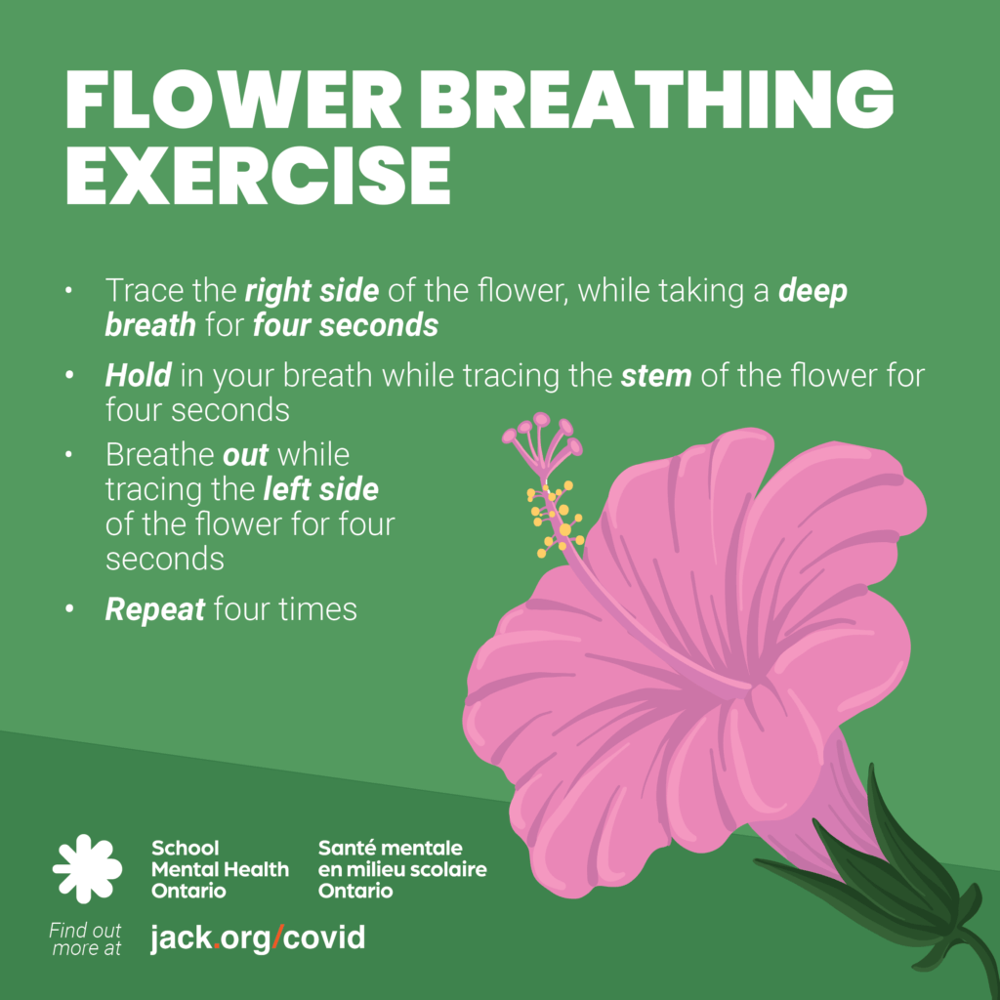 FLOWER BREATHING
EXERCISE
• Trace the right side of the flower, while taking a deep
breath for four seconds
• Hold in your breath while tracing the stem of the flower for
four seconds
• Breathe out while
tracing the left side
of the flower for four
seconds
• Repeat four times
School
Mental Health
Ontario
Santé mentale
en milieu scolaire
Ontario
Find out
more at
jack.org/covid